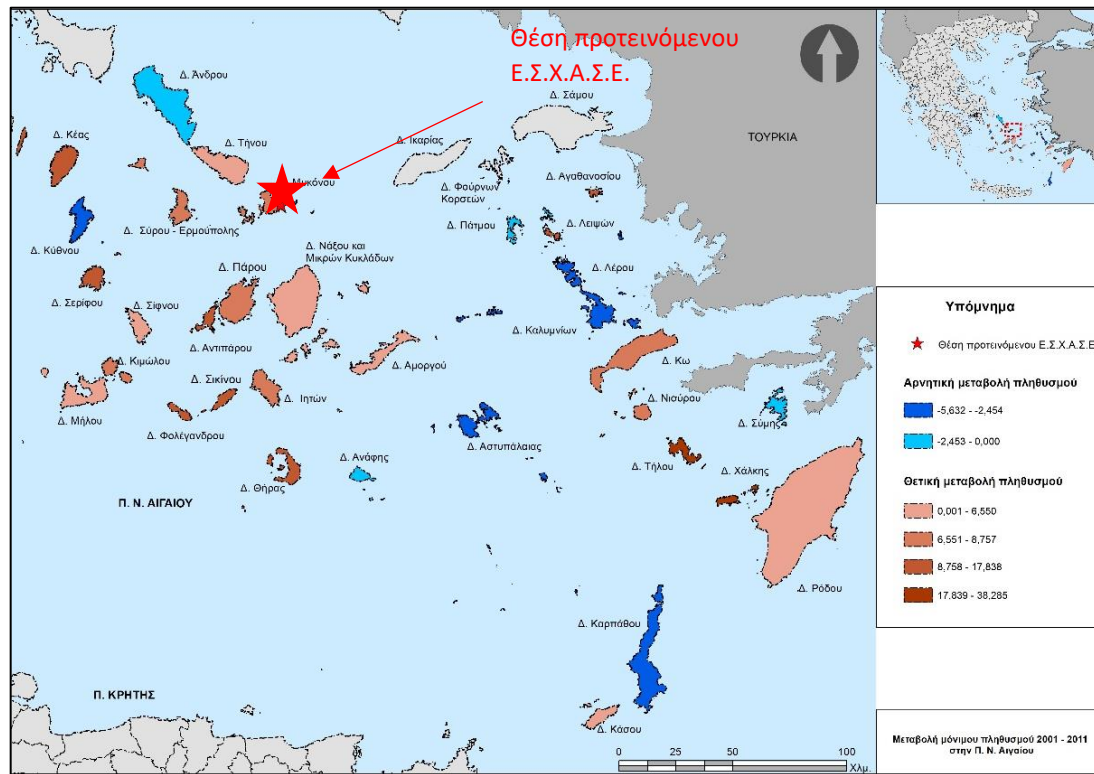 Θέση προτεινόμενου
Ε.Σ.Χ.Α.Σ.Ε.
Δ. Άνδρου
Δ. Σάμου
ΤΟΥΡΚΙΑ
Δ. Κέας
Δ. Τήνου
Δ. Ικαρίας
Μυκόνου
Δ. Φούρνων
Κορσεών
Δ. Αγαθονησίου
Δ. Κύθνου
Δ. Σύρου - Ερμούπολης
Δ. Πάτμου
Δ. Λειψών
Δ. Νάξου και
Μικρών Κυκλάδων
Δ. Πάρου
Δ. Λέρου
Δ. Σερίφου
Δ. Σίφνου
Δ. Αντιπάρου
Δ. Καλυμνίων
Δ. Κιμώλου
Δ. Αμοργού
Δ. Κω
Δ. Σικίνου
Δ. Ιητών
Δ. Νισύρου
Δ. Μήλου
Δ. Φολέγανδρου
Δ. Σύμης
Δ. Αστυπάλαιας
Δ. Ανάφης
Δ. Τήλου
Δ. Χάλκης
Δ. Θήρας
Π. Ν. ΑΙΓΑΙΟΥ
Δ. Ρόδου
Δ. Καρπάθου
Π. ΚΡΗΤΗΣ
Δ. Κάσου
0 25 50 100
Χλμ.
Υπόμνημα
Θέση προτεινόμενου Ε.Σ.Χ.Α.Σ.Ε
Αρνητική μεταβολή πληθυσμού
-5,632 - -2,454
-2,453 - 0,000
Θετική μεταβολή πληθυσμού
0,001 - 6,550
6,551 - 8,757
8,758 - 17,838
17,839 - 38,285
Μεταβολή μόνιμου πληθυσμού 2001 - 2011
στην Π. Ν. Αιγαίου